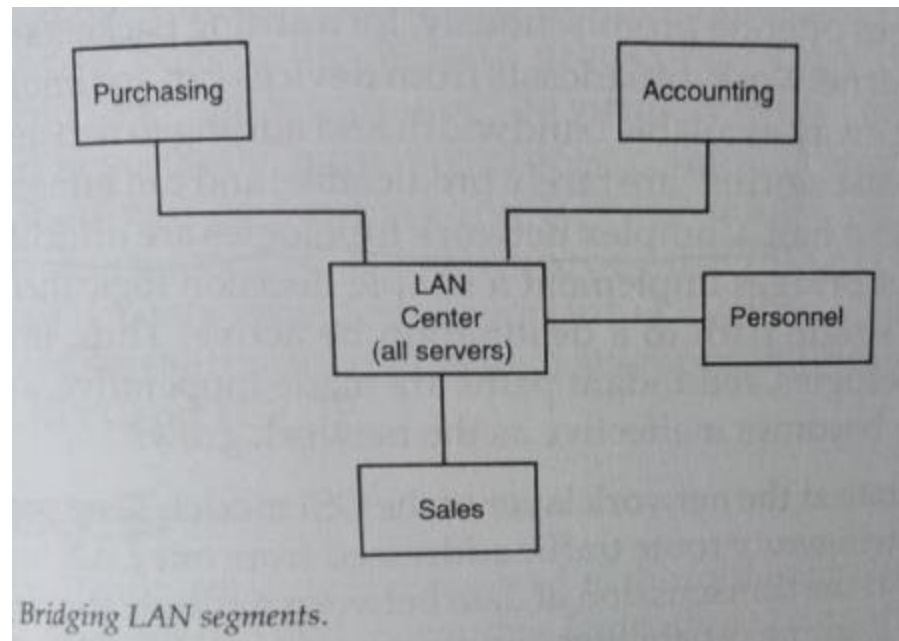 Purchasing
Accounting
LAN
Center
(all servers)
Personnel
Sales
Bridging LAN segments.